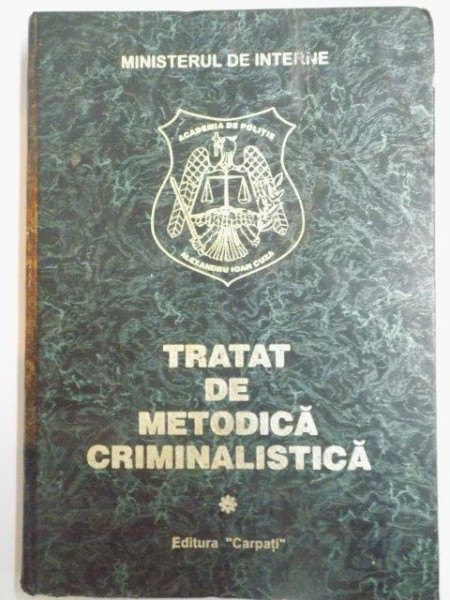 MINISTERUL DE INTERNE
ACADEMIA DE POLIȚIE
ALEXANDRU IOAN CUZA
TRATAT
DE
METODICĂ
CRIMINALISTICĂ
*
Editura "Carpați"